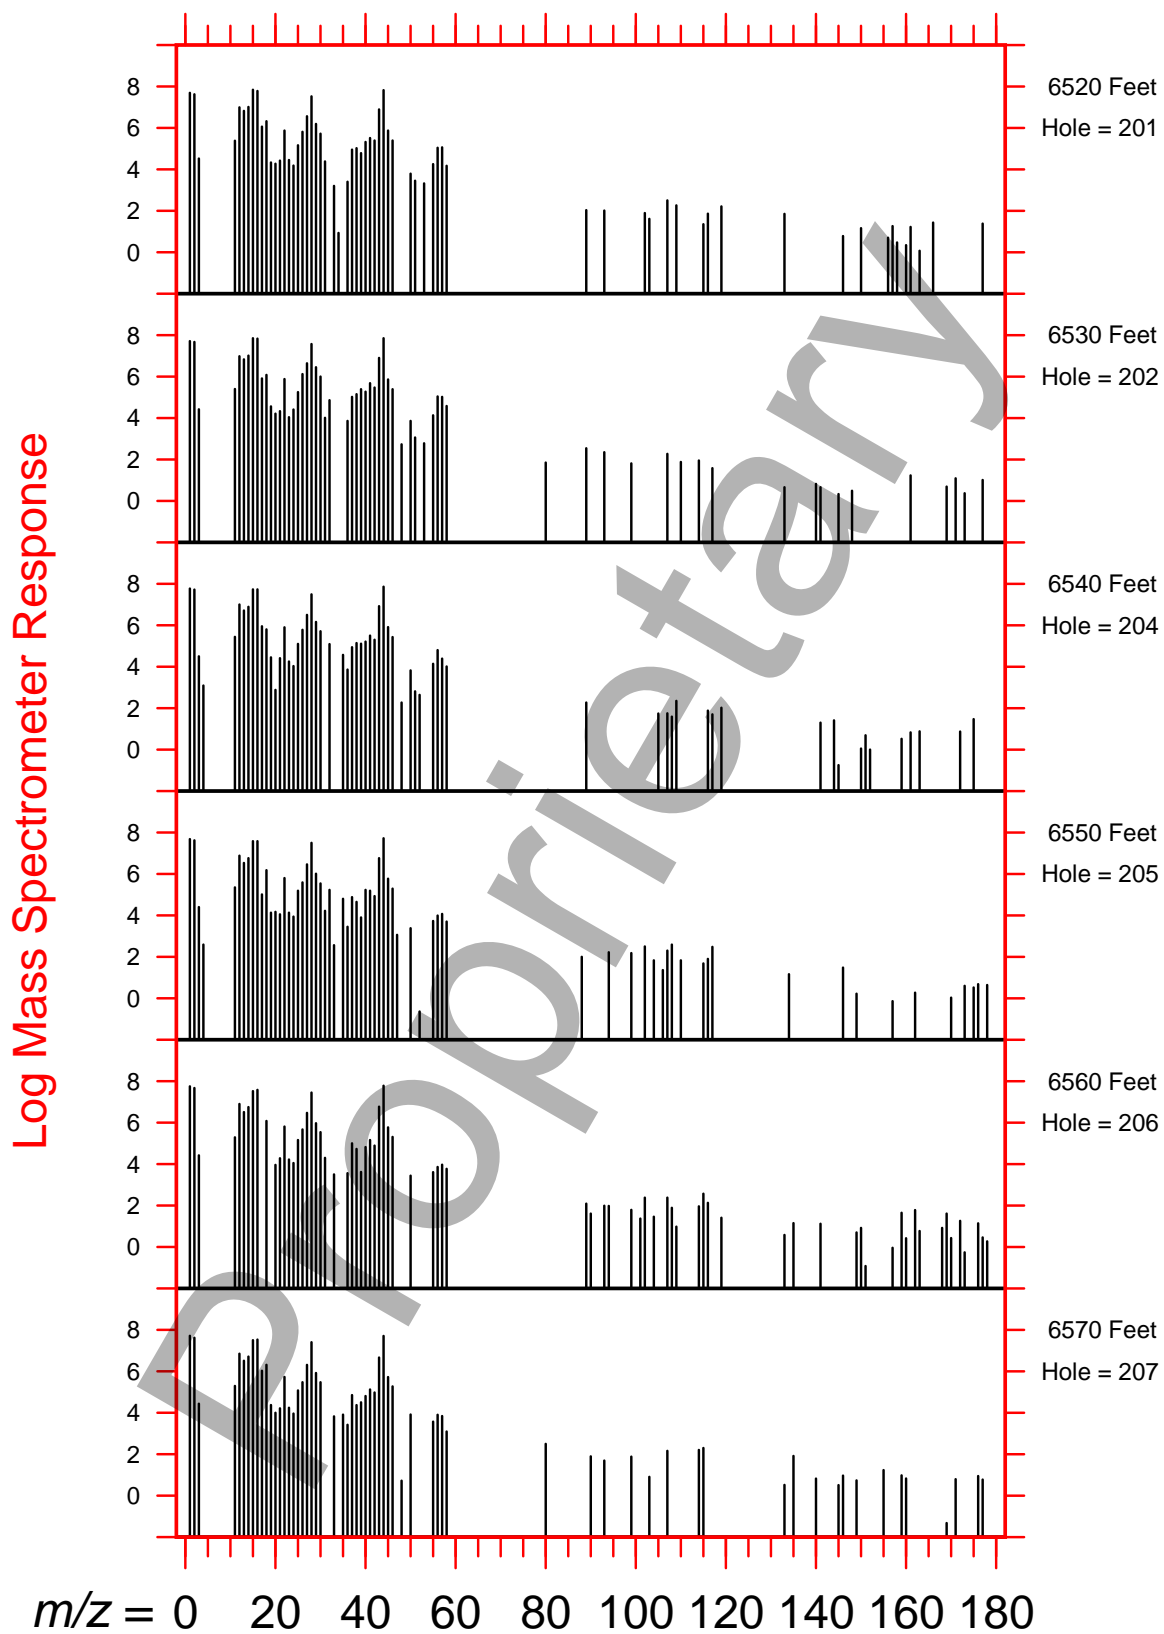 8
6
4
2
0
6520 Feet
Hole = 201
8
6
4
2
0
6530 Feet
Hole = 202
8
6
4
2
0
6540 Feet
Hole = 204
8
6
4
2
0
6550 Feet
Hole = 205
8
6
4
2
0
6560 Feet
Hole = 206
8
6
4
2
0
6570 Feet
Hole = 207
Log Mass Spectrometer Response
Proprietary
m/z = 0 20 40 60 80 100 120 140 160 180